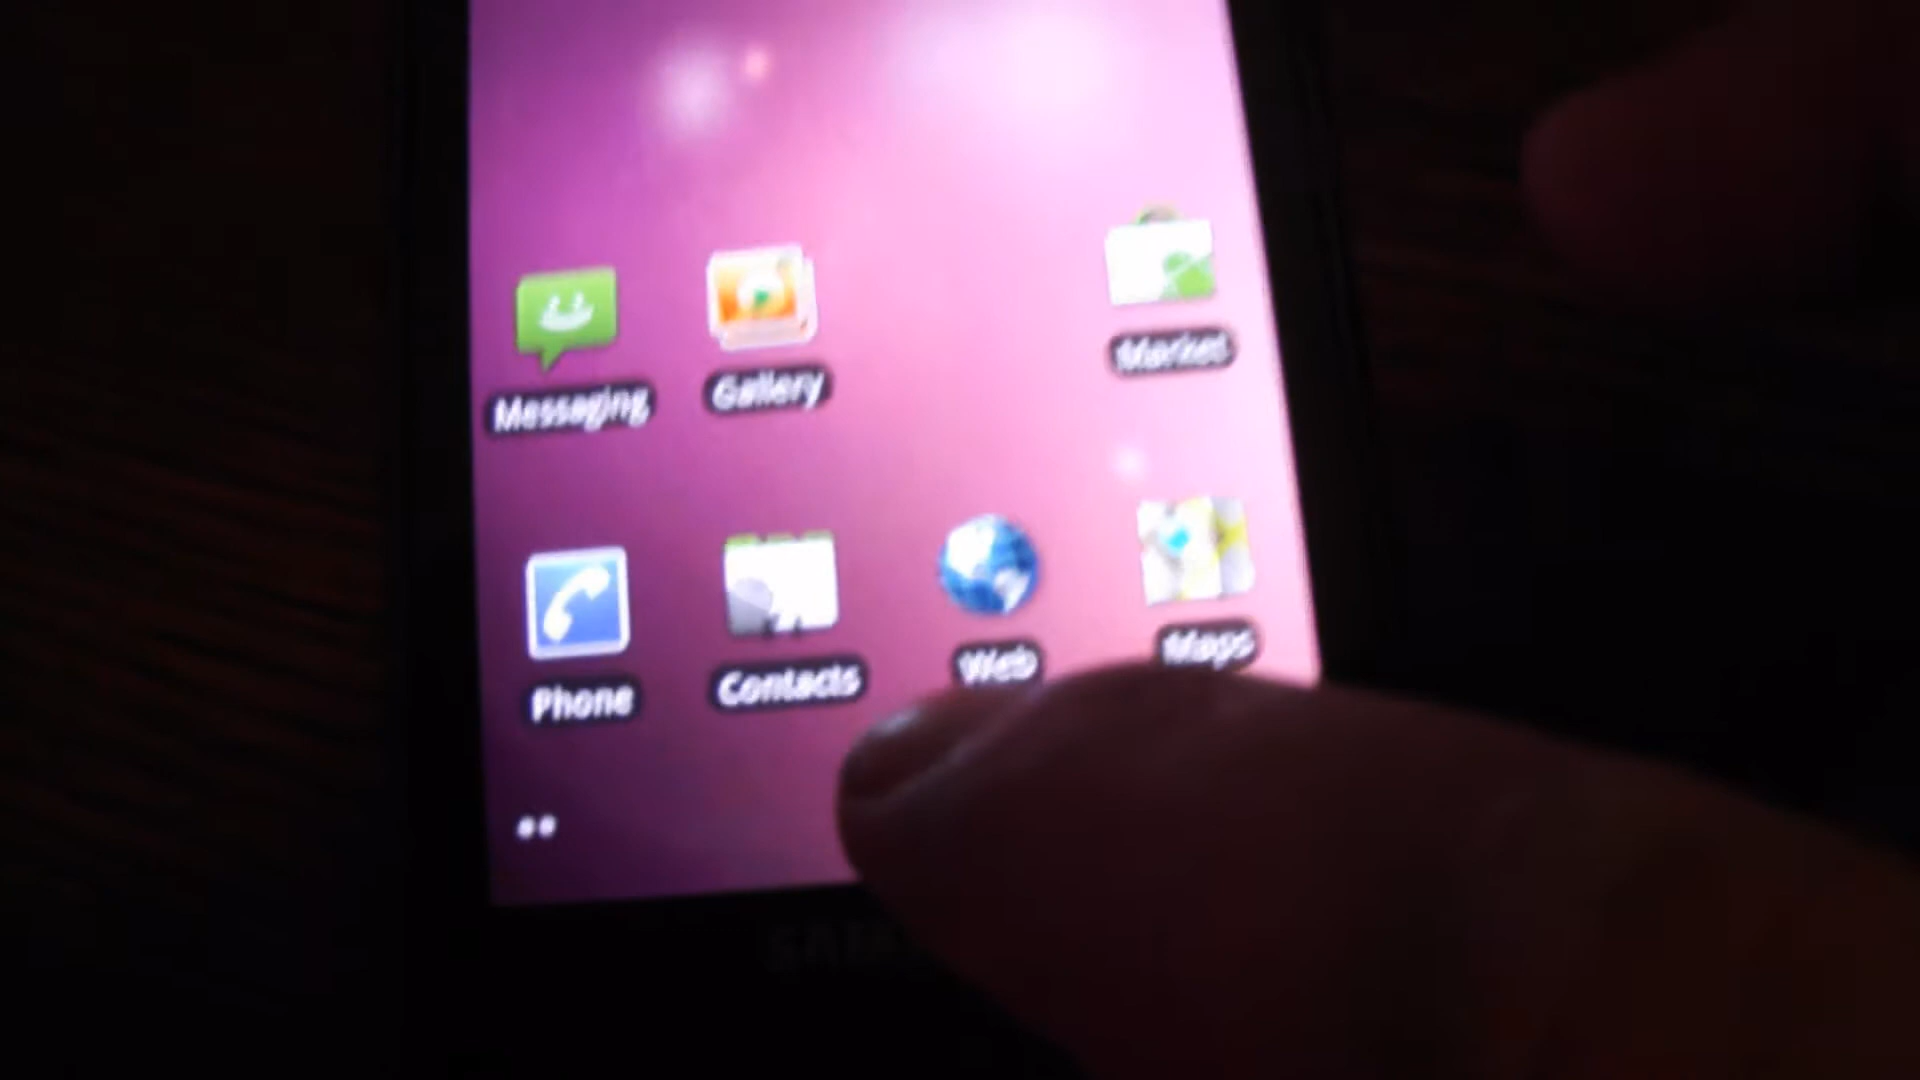 Messaging
Gallery
Market
Phone
Contacts
Web
Maps